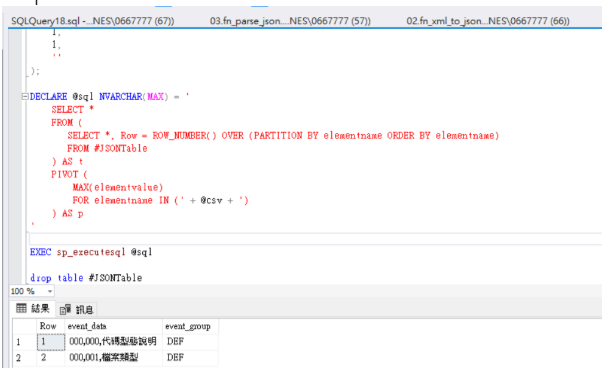 SQLQuery18.sql -...NES\0667777 (67)) 03.fn_parse_json....NES\0667777 (57)) 02.fn_xml_to_json...NES\0667777 (66))
1,
1,
''
);
DECLARE @sql NVARCHAR(MAX) = '
SELECT *
FROM (
SELECT *, Row = ROW_NUMBER() OVER (PARTITION BY elementname ORDER BY elementname)
FROM #JSONTable
) AS t
PIVOT (
MAX(elementvalue)
FOR elementname IN (' + @csv + ')
) AS p
'
EXEC sp_executesql @sql
drop table #JSONTable
100 %
結果 訊息
Row event_data event_group
1 1 000,000,代碼型態說明 DEF
2 2 000,001,檔案類型 DEF